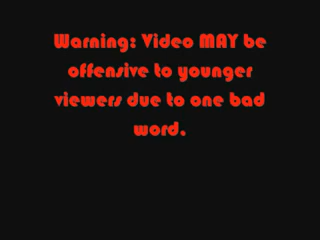 Warning: Video MAY be
offensive to younger
viewers due to one bad
word.